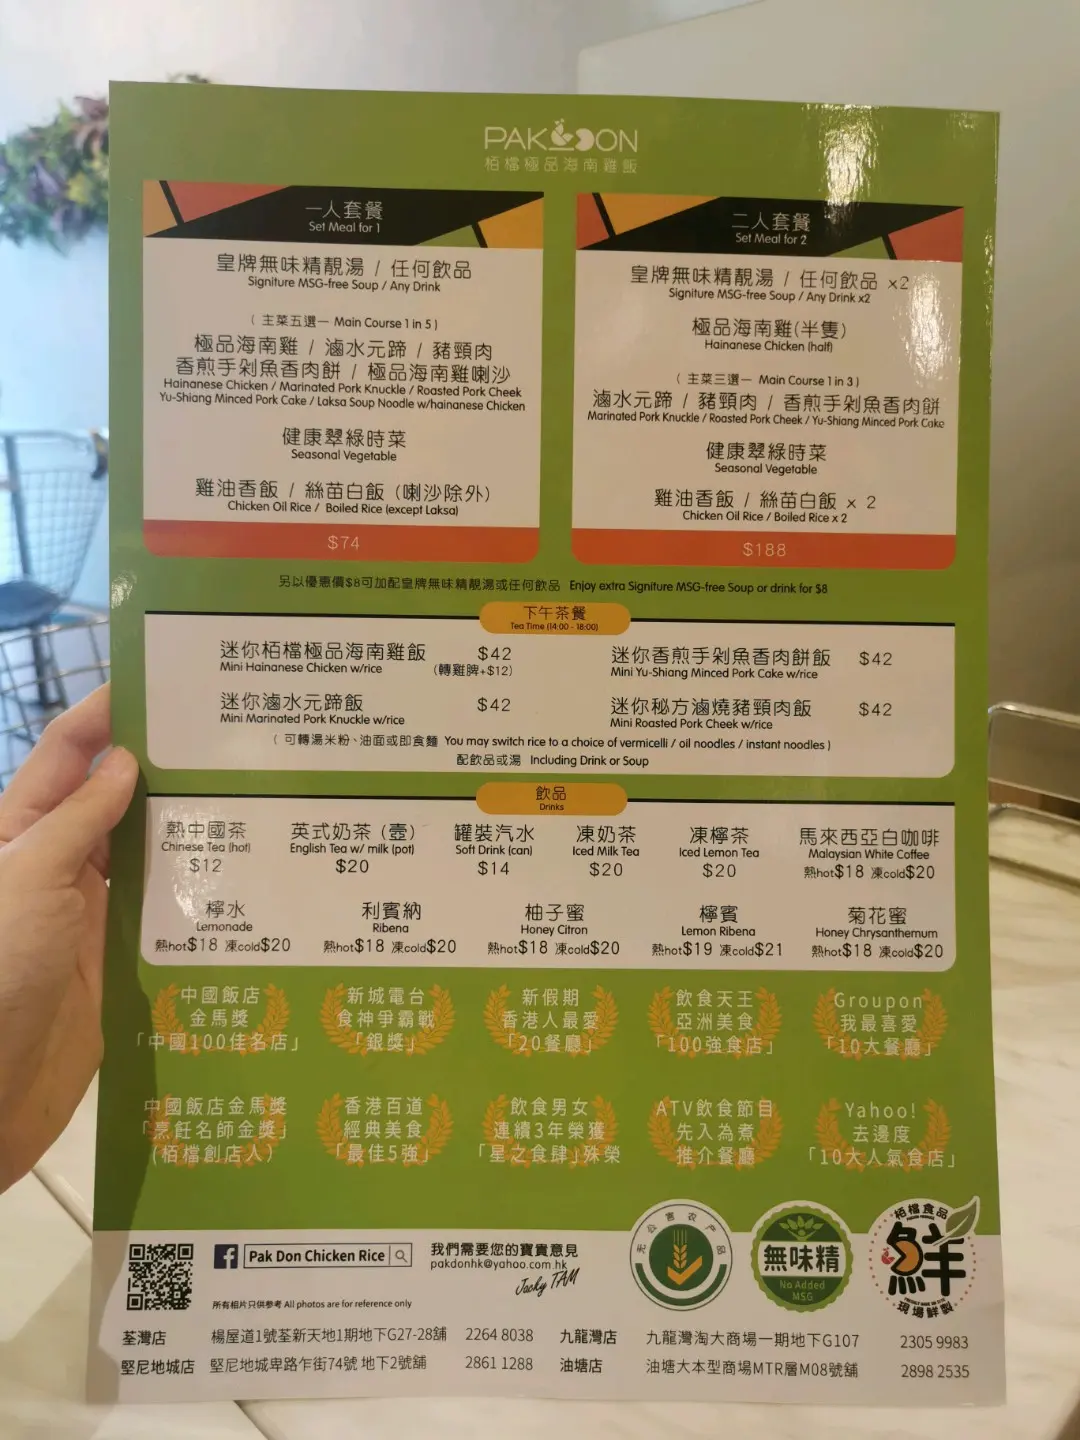 PAK DON
栢檔極品海南雞飯
一人套餐
Set Meal for 1
皇牌無味精靚湯 / 任何飲品
Signiture MSG-free Soup / Any Drink
( 主菜五選一 Main Course 1 in 5 )
極品海南雞 / 滷水元蹄 / 豬頸肉
香煎手剁魚香肉餅 / 極品海南雞喇沙
Hainanese Chicken / Marinated Pork Knuckle / Roasted Pork Cheek
Yu-Shiang Minced Pork Cake / Laksa Soup Noodle w/hainanese Chicken
健康翠綠時菜
Seasonal Vegetable
雞油香飯 / 絲苗白飯 (喇沙除外)
Chicken Oil Rice / Boiled Rice (except Laksa)
$74
二人套餐
Set Meal for 2
皇牌無味精靚湯 / 任何飲品 ×2
Signiture MSG-free Soup / Any Drink x2
極品海南雞(半隻)
Hainanese Chicken (half)
( 主菜三選一 Main Course 1 in 3 )
滷水元蹄 / 豬頸肉 / 香煎手剁魚香肉餅
Marinated Pork Knuckle / Roasted Pork Cheek / Yu-Shiang Minced Pork Cake
健康翠綠時菜
Seasonal Vegetable
雞油香飯 / 絲苗白飯 × 2
Chicken Oil Rice / Boiled Rice x 2
$188
另以優惠價$8可加配皇牌無味精靚湯或任何飲品 Enjoy extra Signiture MSG-free Soup or drink for $8
下午茶餐
Tea Time (14:00 - 18:00)
迷你栢檔極品海南雞飯 $42
Mini Hainanese Chicken w/rice (轉雞脾+$12)
迷你香煎手剁魚香肉餅飯 $42
Mini Yu-Shiang Minced Pork Cake w/rice
迷你滷水元蹄飯 $42
Mini Marinated Pork Knuckle w/rice
迷你秘方滷燒豬頸肉飯 $42
Mini Roasted Pork Cheek w/rice
( 可轉湯米粉、油面或即食麵 You may switch rice to a choice of vermicelli / oil noodles / instant noodles )
配飲品或湯 Including Drink or Soup
飲品
Drinks
熱中國茶
Chinese Tea (hot)
$12
英式奶茶 (壼)
English Tea w/ milk (pot)
$20
罐裝汽水
Soft Drink (can)
$14
凍奶茶
Iced Milk Tea
$20
凍檸茶
Iced Lemon Tea
$20
馬來西亞白咖啡
Malaysian White Coffee
熱hot$18 凍cold$20
檸水
Lemonade
熱hot$18 凍cold$20
利賓納
Ribena
熱hot$18 凍cold$20
柚子蜜
Honey Citron
熱hot$18 凍cold$20
檸賓
Lemon Ribena
熱hot$19 凍cold$21
菊花蜜
Honey Chrysanthemum
熱hot$18 凍cold$20
中國飯店
金馬獎
「中國100佳名店」
新城電台
食神爭霸戰
「銀獎」
新假期
香港人最愛
「20餐廳」
飲食天王
亞洲美食
「100強食店」
Groupon
我最喜愛
「10大餐廳」
中國飯店金馬獎
「烹飪名師金獎」
(栢檔創店人)
香港百道
經典美食
「最佳5強」
飲食男女
連續3年榮獲
「星之食肆」殊榮
ATV飲食節目
先入為煮
推介餐廳
Yahoo!
去邊度
「10大人氣食店」
f Pak Don Chicken Rice
我們需要您的寶貴意見
pakdonhk@yahoo.com.hk
Jacky TAM
所有相片只供參考 All photos are for reference only
无公害农产品
無味精
No Added
MSG
栢檔食品
鮮
現場鮮製
荃灣店 楊屋道1號荃新天地1期地下G27-28舖 2264 8038
九龍灣店 九龍灣淘大商場一期地下G107 2305 9983
堅尼地城店 堅尼地城卑路乍街74號 地下2號舖 2861 1288
油塘店 油塘大本型商場MTR層M08號舖 2898 2535